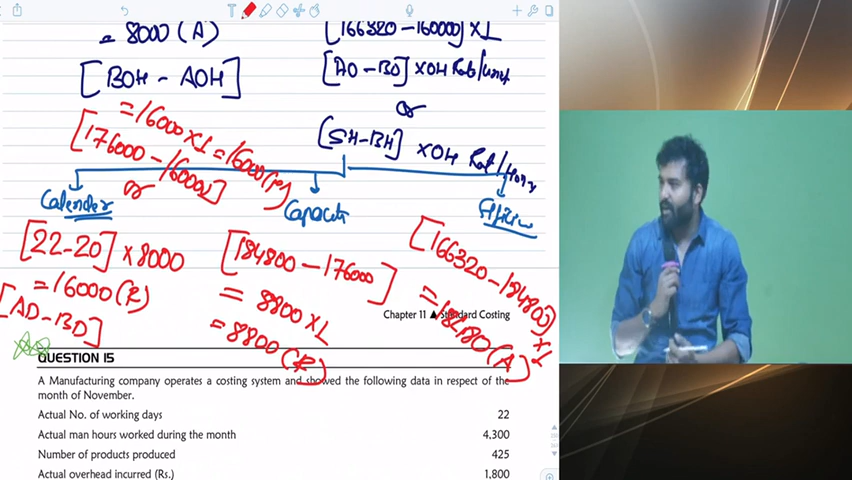 = 8000 (A)
[166320 - 160000] × 1
[BOH - AOH]
[AO - BO] × OH Rat/unit
or
= 16000 × 1 = 16000 (F)
[176000 - 160000]
or
[SH - BH] × OH Rat/Hour
Calender
Capacity
[22-20] × 8000
= 16000 (F)
[AD - BD]
[184800 - 176000]
= 8800 × 1
= 8800 (F)
[166320 - 184800] × 1
= 18480 (A)
Chapter 11 ▲ Standard Costing
QUESTION 15
A Manufacturing company operates a costing system and showed the following data in respect of the
month of November.
Actual No. of working days 22
Actual man hours worked during the month 4,300
Number of products produced 425
Actual overhead incurred (Rs.) 1,800